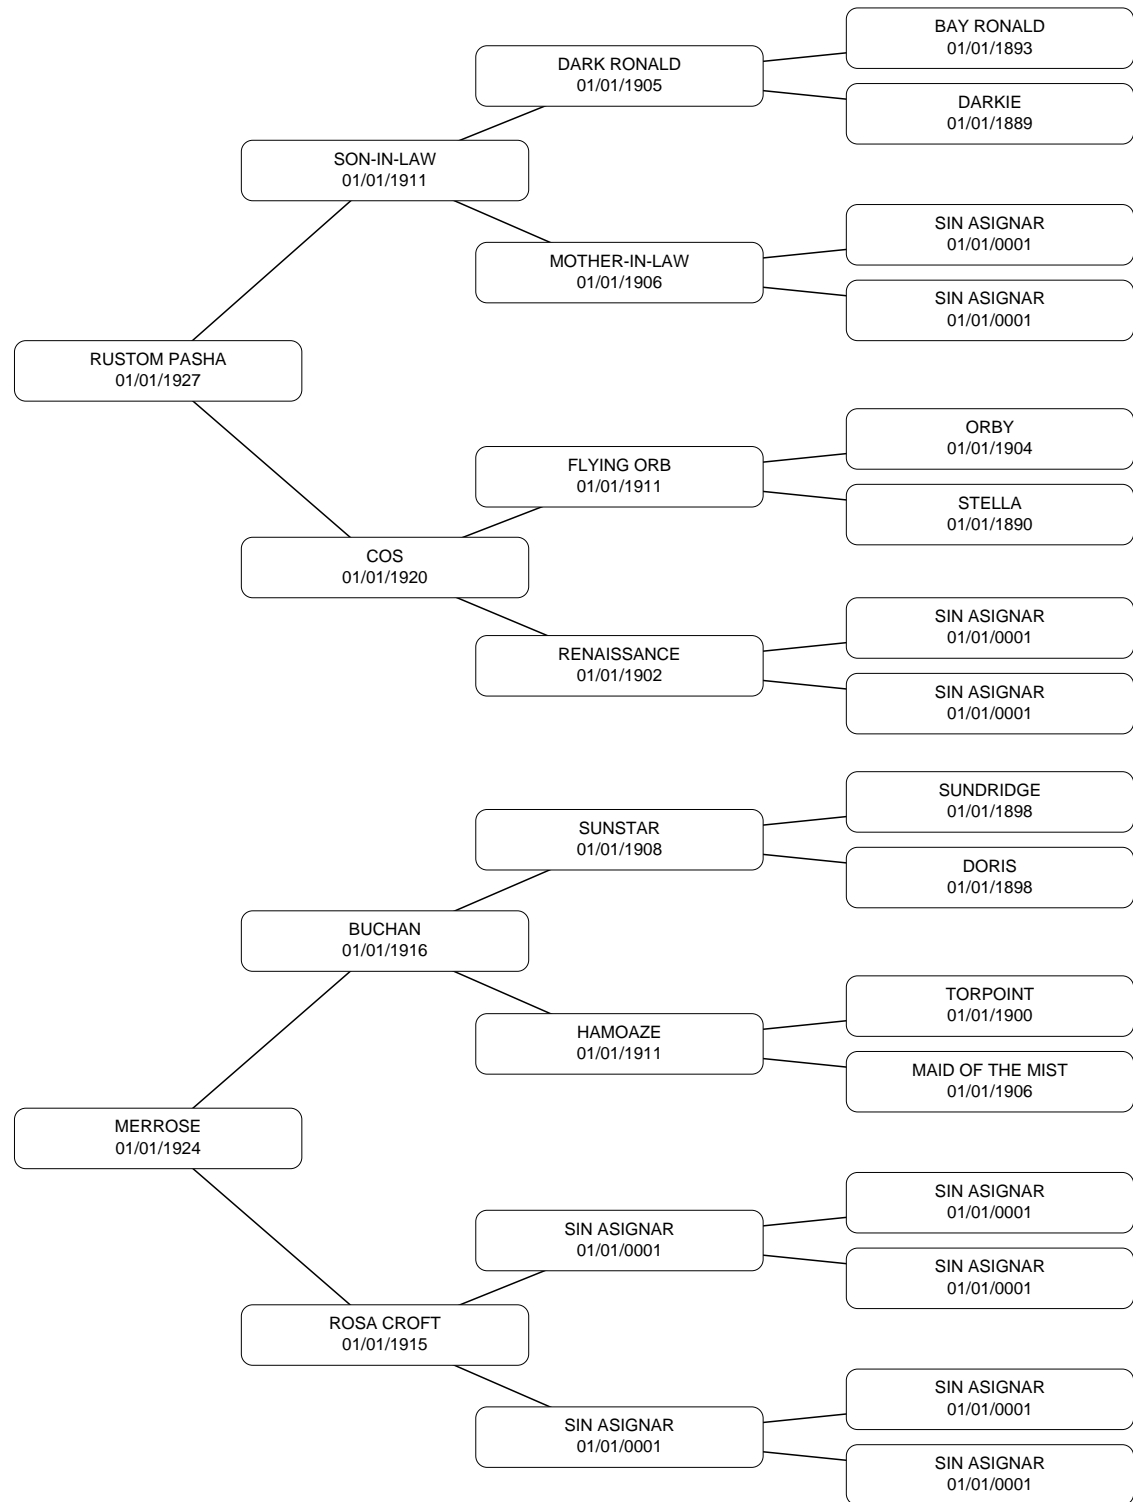 BAY RONALD
01/01/1893
DARK RONALD
01/01/1905
DARKIE
01/01/1889
SON-IN-LAW
01/01/1911
SIN ASIGNAR
01/01/0001
MOTHER-IN-LAW
01/01/1906
SIN ASIGNAR
01/01/0001
RUSTOM PASHA
01/01/1927
ORBY
01/01/1904
FLYING ORB
01/01/1911
STELLA
01/01/1890
COS
01/01/1920
SIN ASIGNAR
01/01/0001
RENAISSANCE
01/01/1902
SIN ASIGNAR
01/01/0001
SUNDRIDGE
01/01/1898
SUNSTAR
01/01/1908
DORIS
01/01/1898
BUCHAN
01/01/1916
TORPOINT
01/01/1900
HAMOAZE
01/01/1911
MAID OF THE MIST
01/01/1906
MERROSE
01/01/1924
SIN ASIGNAR
01/01/0001
SIN ASIGNAR
01/01/0001
SIN ASIGNAR
01/01/0001
ROSA CROFT
01/01/1915
SIN ASIGNAR
01/01/0001
SIN ASIGNAR
01/01/0001
SIN ASIGNAR
01/01/0001